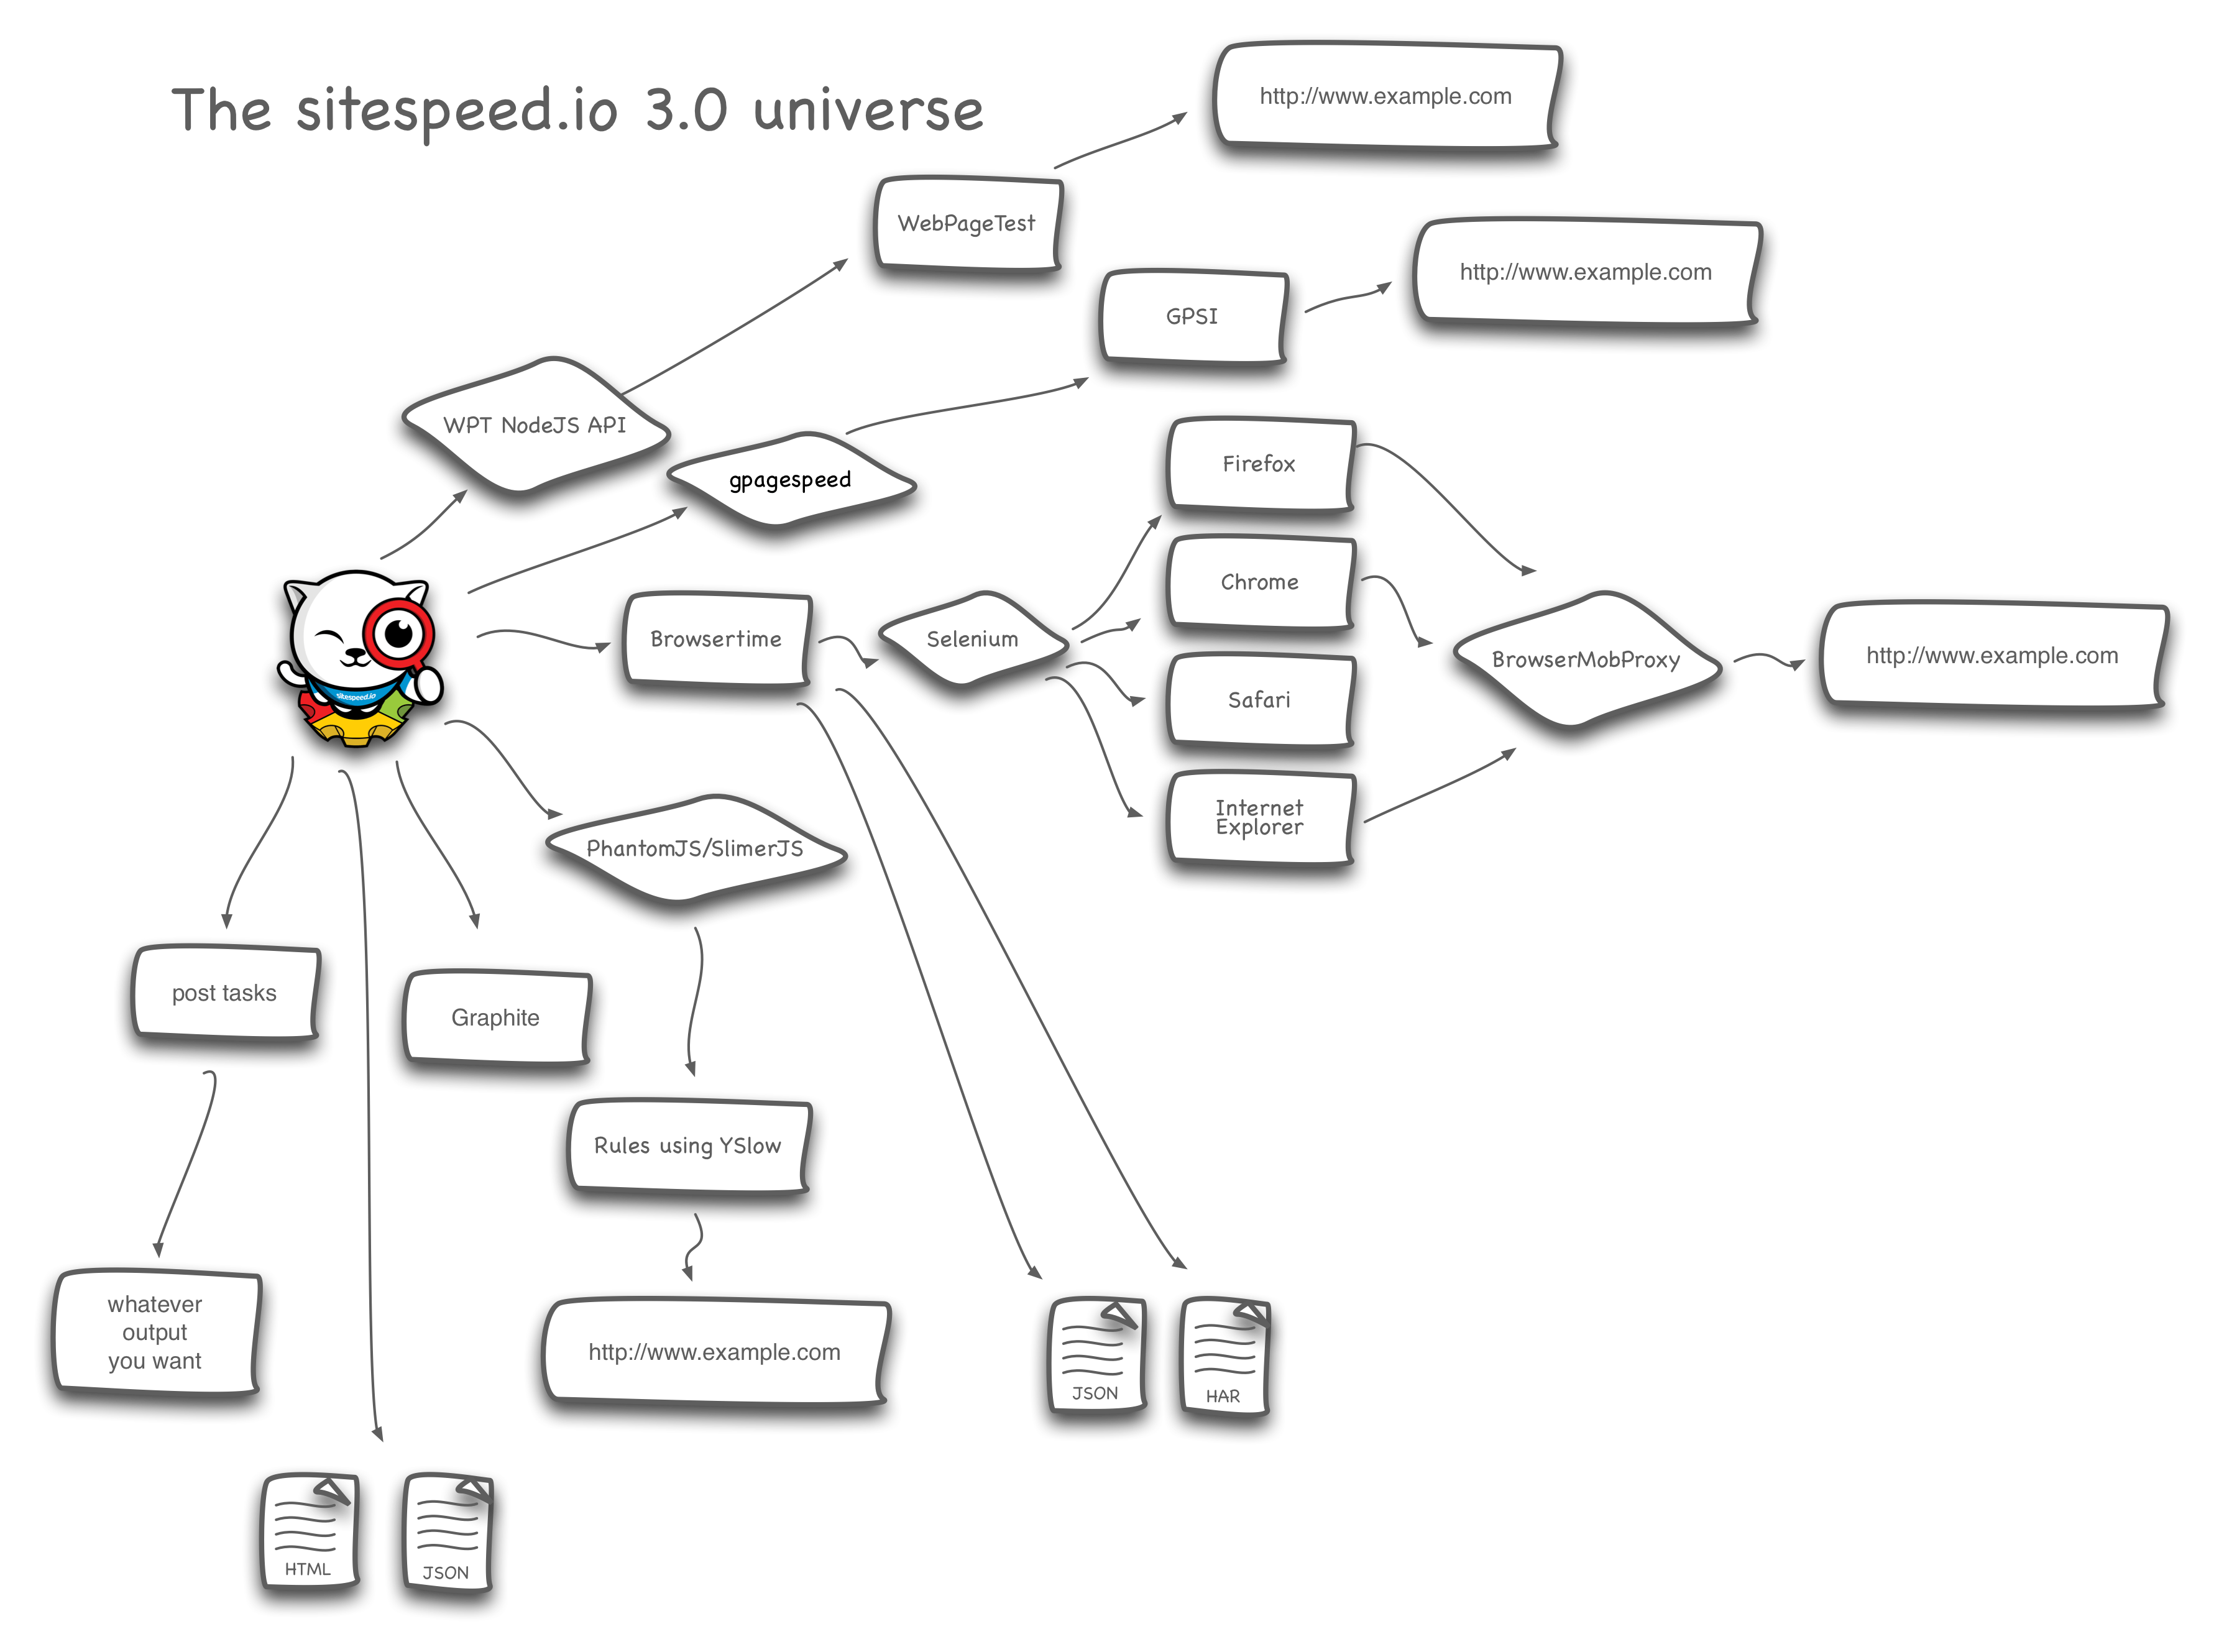 The sitespeed.io 3.0 universe
http://www.example.com
WebPageTest
http://www.example.com
GPSI
WPT NodeJS API
gpagespeed
Firefox
Chrome
sitespeed.io
Browsertime
Selenium
BrowserMobProxy
http://www.example.com
Safari
Internet
Explorer
PhantomJS/SlimerJS
post tasks
Graphite
Rules using YSlow
whatever
output
you want
http://www.example.com
JSON
HAR
HTML
JSON